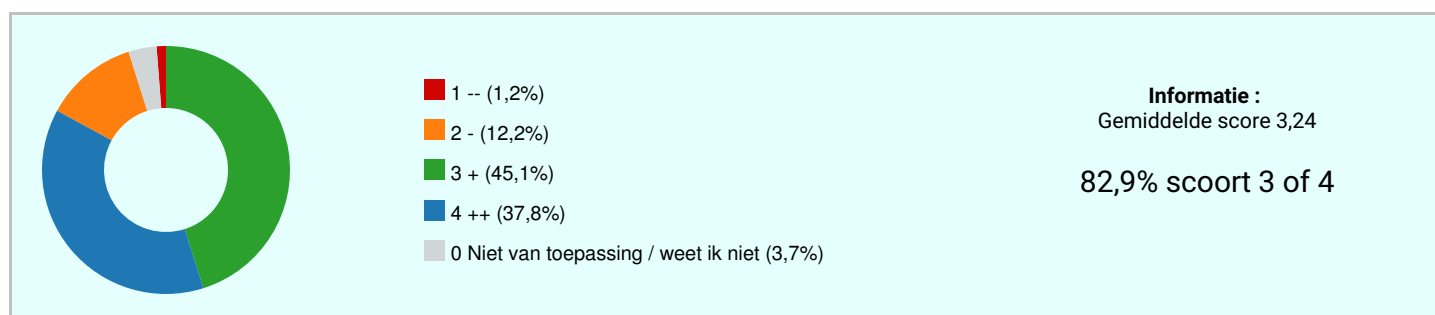 1 -- (1,2%)
2 - (12,2%)
3 + (45,1%)
4 ++ (37,8%)
0 Niet van toepassing / weet ik niet (3,7%)
Informatie :
Gemiddelde score 3,24
82,9% scoort 3 of 4